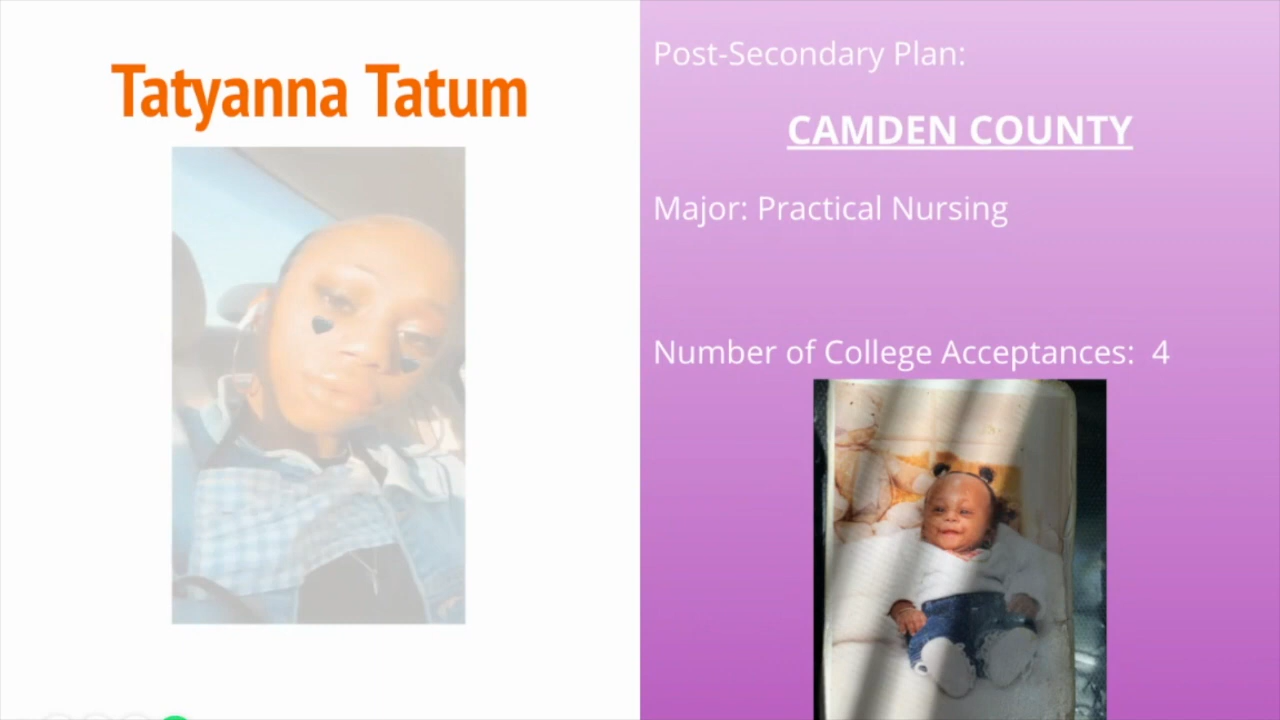 Tatyanna Tatum
Post-Secondary Plan:
CAMDEN COUNTY
Major: Practical Nursing
Number of College Acceptances: 4